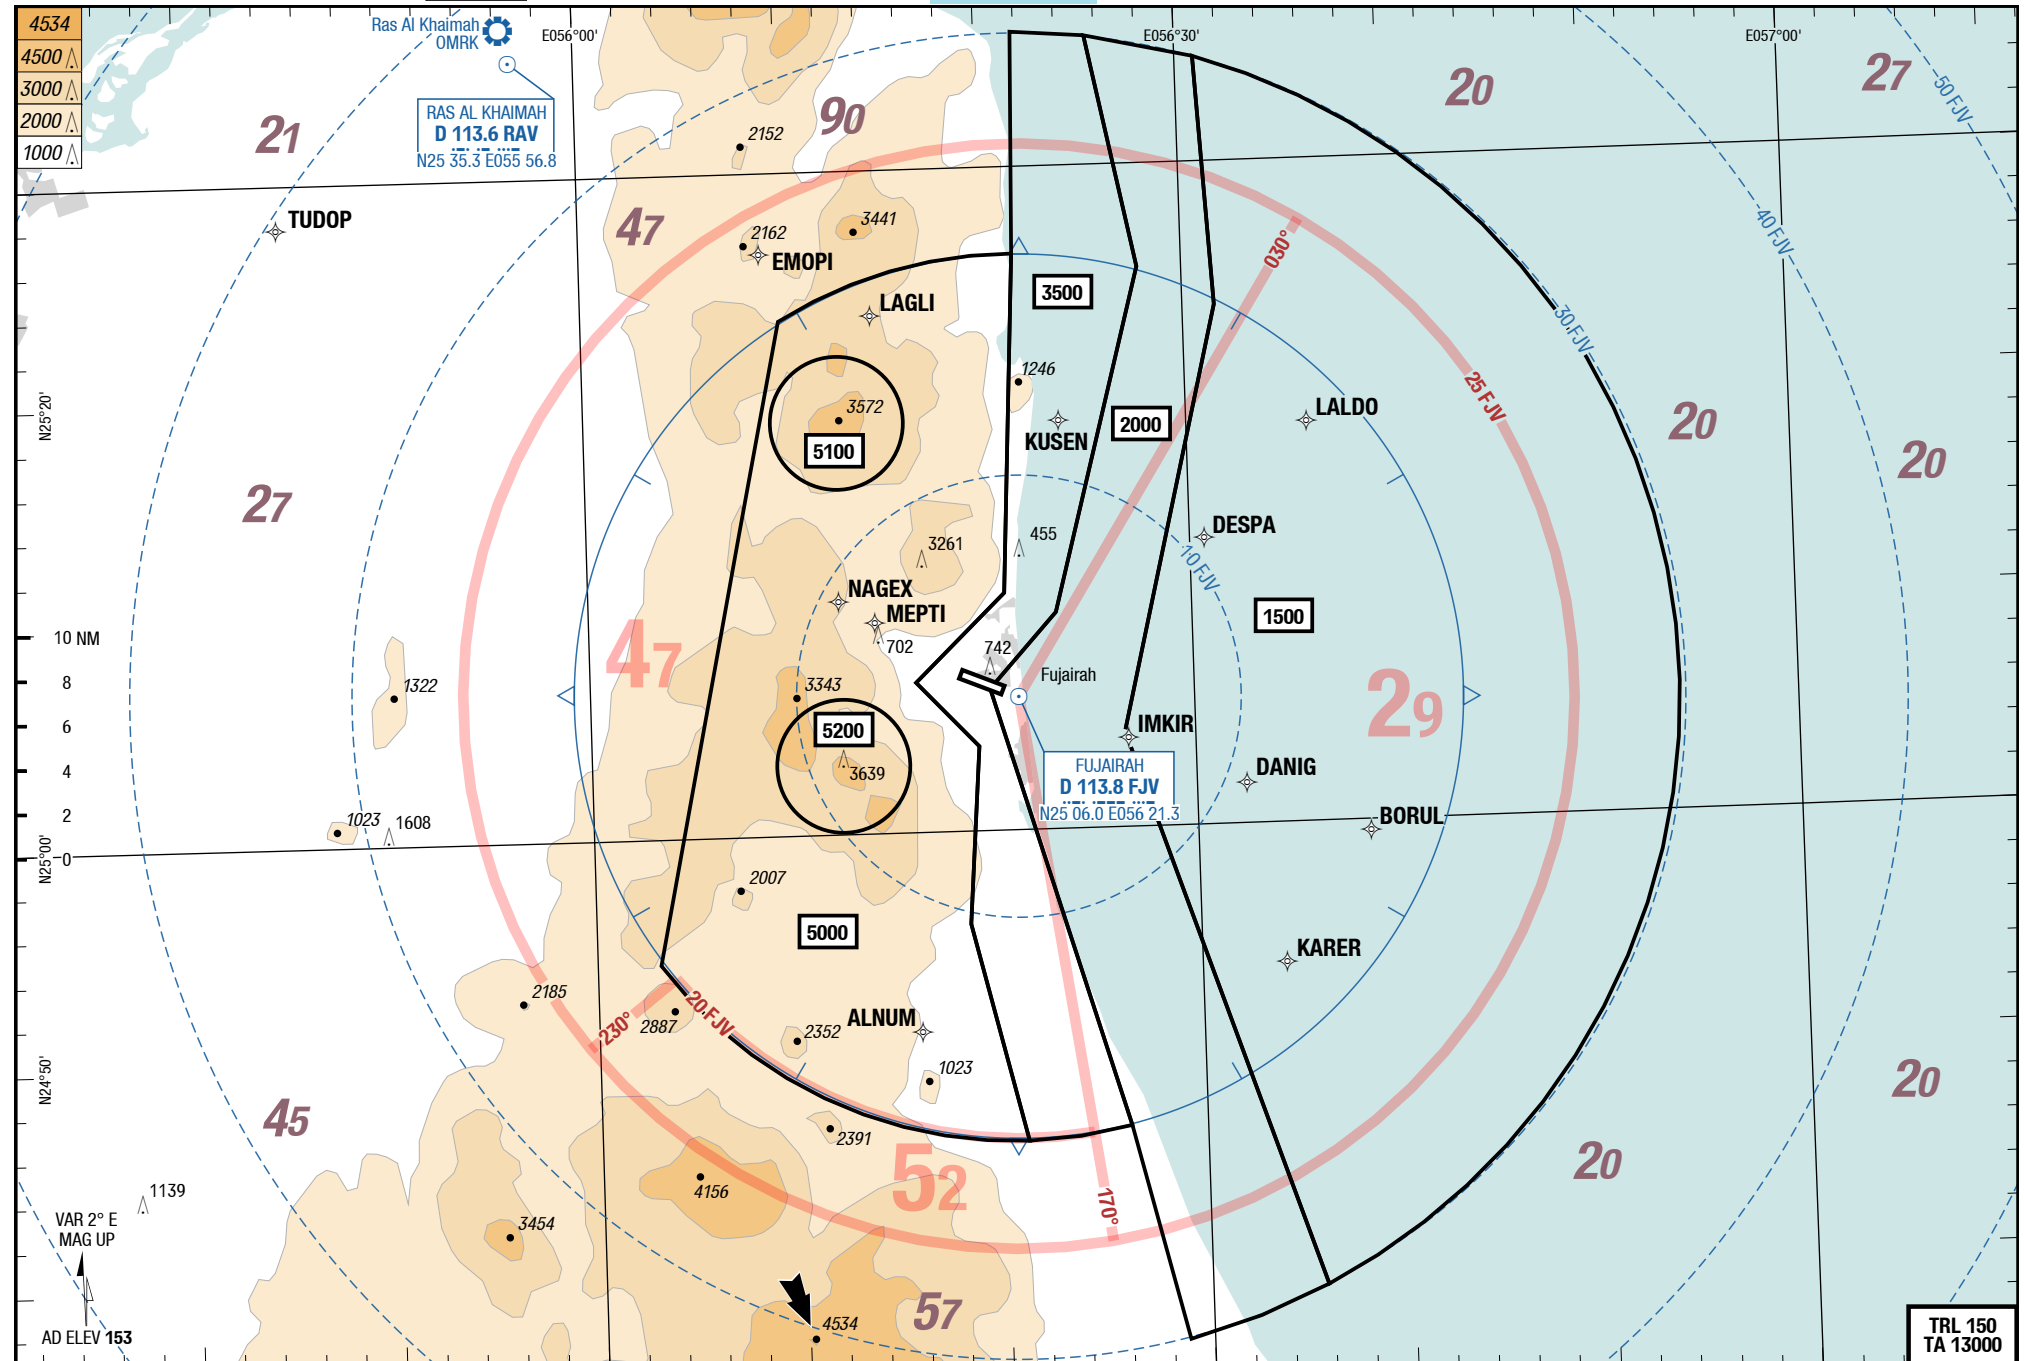 4534
4500
3000
2000
1000
Ras Al Khaimah
OMRK
E056°00'
E056°30'
E057°00'
RAS AL KHAIMAH
D 113.6 RAV
N25 35.3 E055 56.8
21
90
20
27
50 FJV
2152
TUDOP
47
2162
EMOPI
3441
030°
40 FJV
LAGLI
3500
30 FJV
1246
25 FJV
N25°20'
3572
5100
KUSEN
2000
LALDO
20
20
27
3261
455
DESPA
10 FJV
NAGEX
MEPTI
702
1500
10 NM
8
6
4
2
0
47
742
Fujairah
1322
3343
5200
3639
IMKIR
29
FUJAIRAH
D 113.8 FJV
N25 06.0 E056 21.3
DANIG
BORUL
1023
1608
N25°00'
2007
5000
KARER
2185
230°
2887
20 FJV
2352
ALNUM
1023
N24°50'
45
2391
20
20
52
4156
170°
1139
3454
VAR 2° E
MAG UP
57
4534
AD ELEV 153
TRL 150
TA 13000